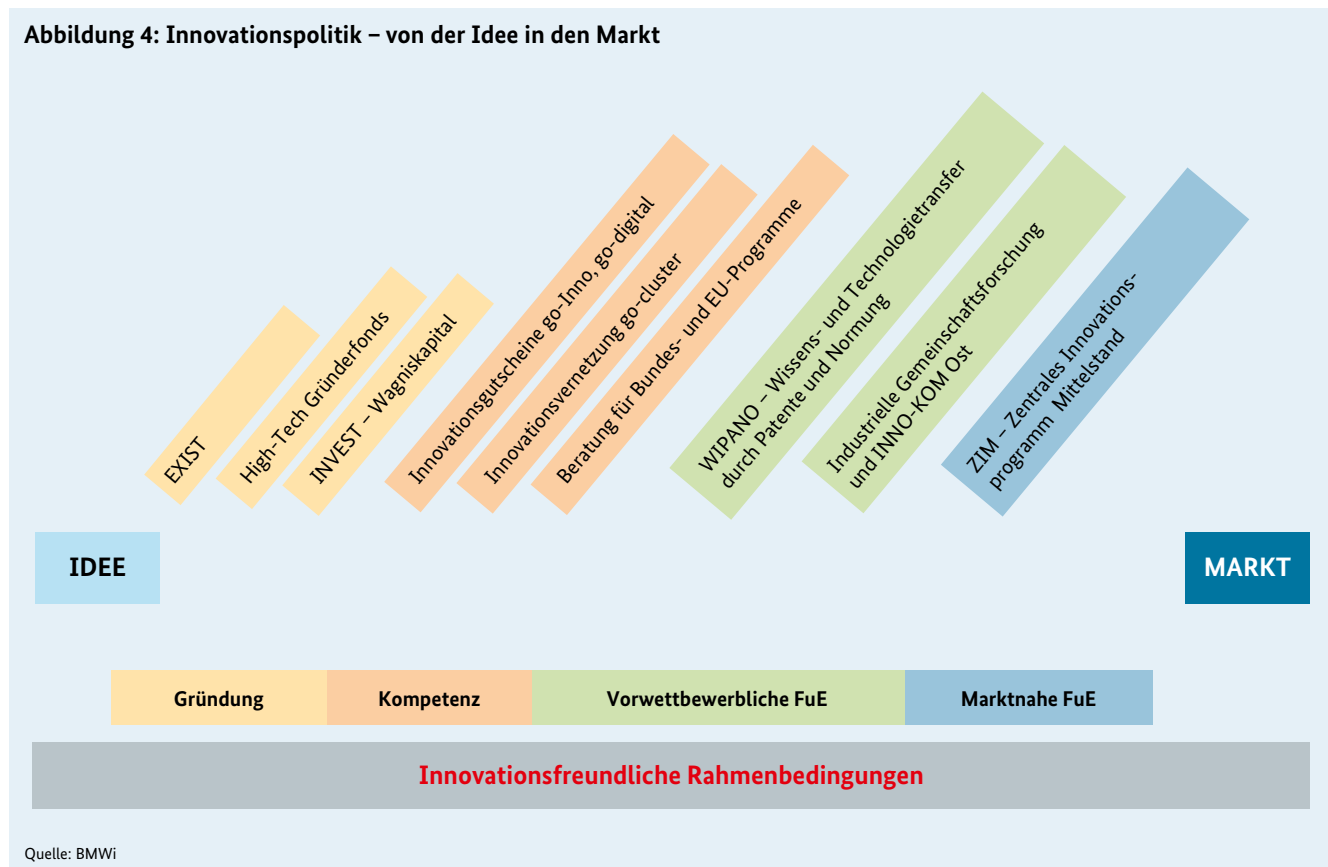 Abbildung 4: Innovationspolitik – von der Idee in den Markt
EXIST
High-Tech Gründerfonds
INVEST – Wagniskapital
Innovationsgutscheine go-Inno, go-digital
Innovationsvernetzung go-cluster
Beratung für Bundes- und EU-Programme
WIPANO – Wissens- und Technologietransfer
durch Patente und Normung
Industrielle Gemeinschaftsforschung
und INNO-KOM Ost
ZIM – Zentrales Innovations-
programm Mittelstand
IDEE
MARKT
Gründung
Kompetenz
Vorwettbewerbliche FuE
Marktnahe FuE
Innovationsfreundliche Rahmenbedingungen
Quelle: BMWi